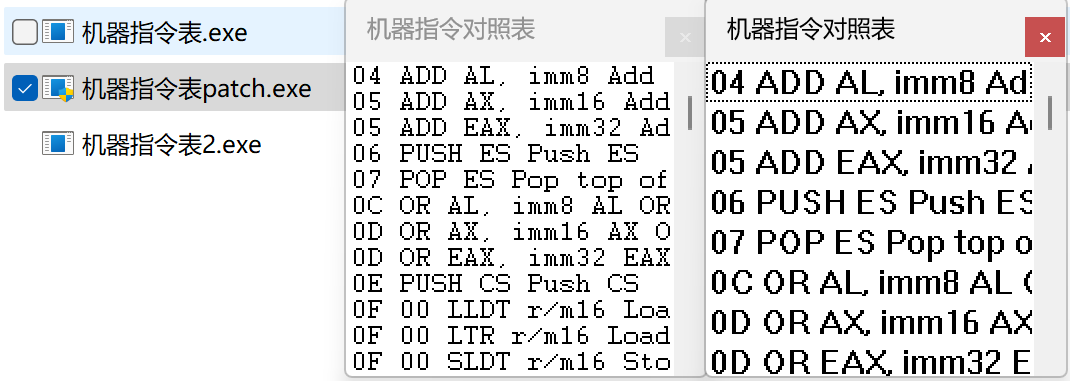 机器指令表.exe
机器指令表patch.exe
机器指令表2.exe
机器指令对照表
04 ADD AL, imm8 Add
05 ADD AX, imm16 Add
05 ADD EAX, imm32 Ad
06 PUSH ES Push ES
07 POP ES Pop top of
0C OR AL, imm8 AL OR
0D OR AX, imm16 AX O
0D OR EAX, imm32 EAX
0E PUSH CS Push CS
0F 00 LLDT r/m16 Loa
0F 00 LTR r/m16 Load
0F 00 SLDT r/m16 Sto
机器指令对照表
04 ADD AL, imm8 Ad
05 ADD AX, imm16 A
05 ADD EAX, imm32
06 PUSH ES Push ES
07 POP ES Pop top o
0C OR AL, imm8 AL
0D OR AX, imm16 AX
0D OR EAX, imm32 E